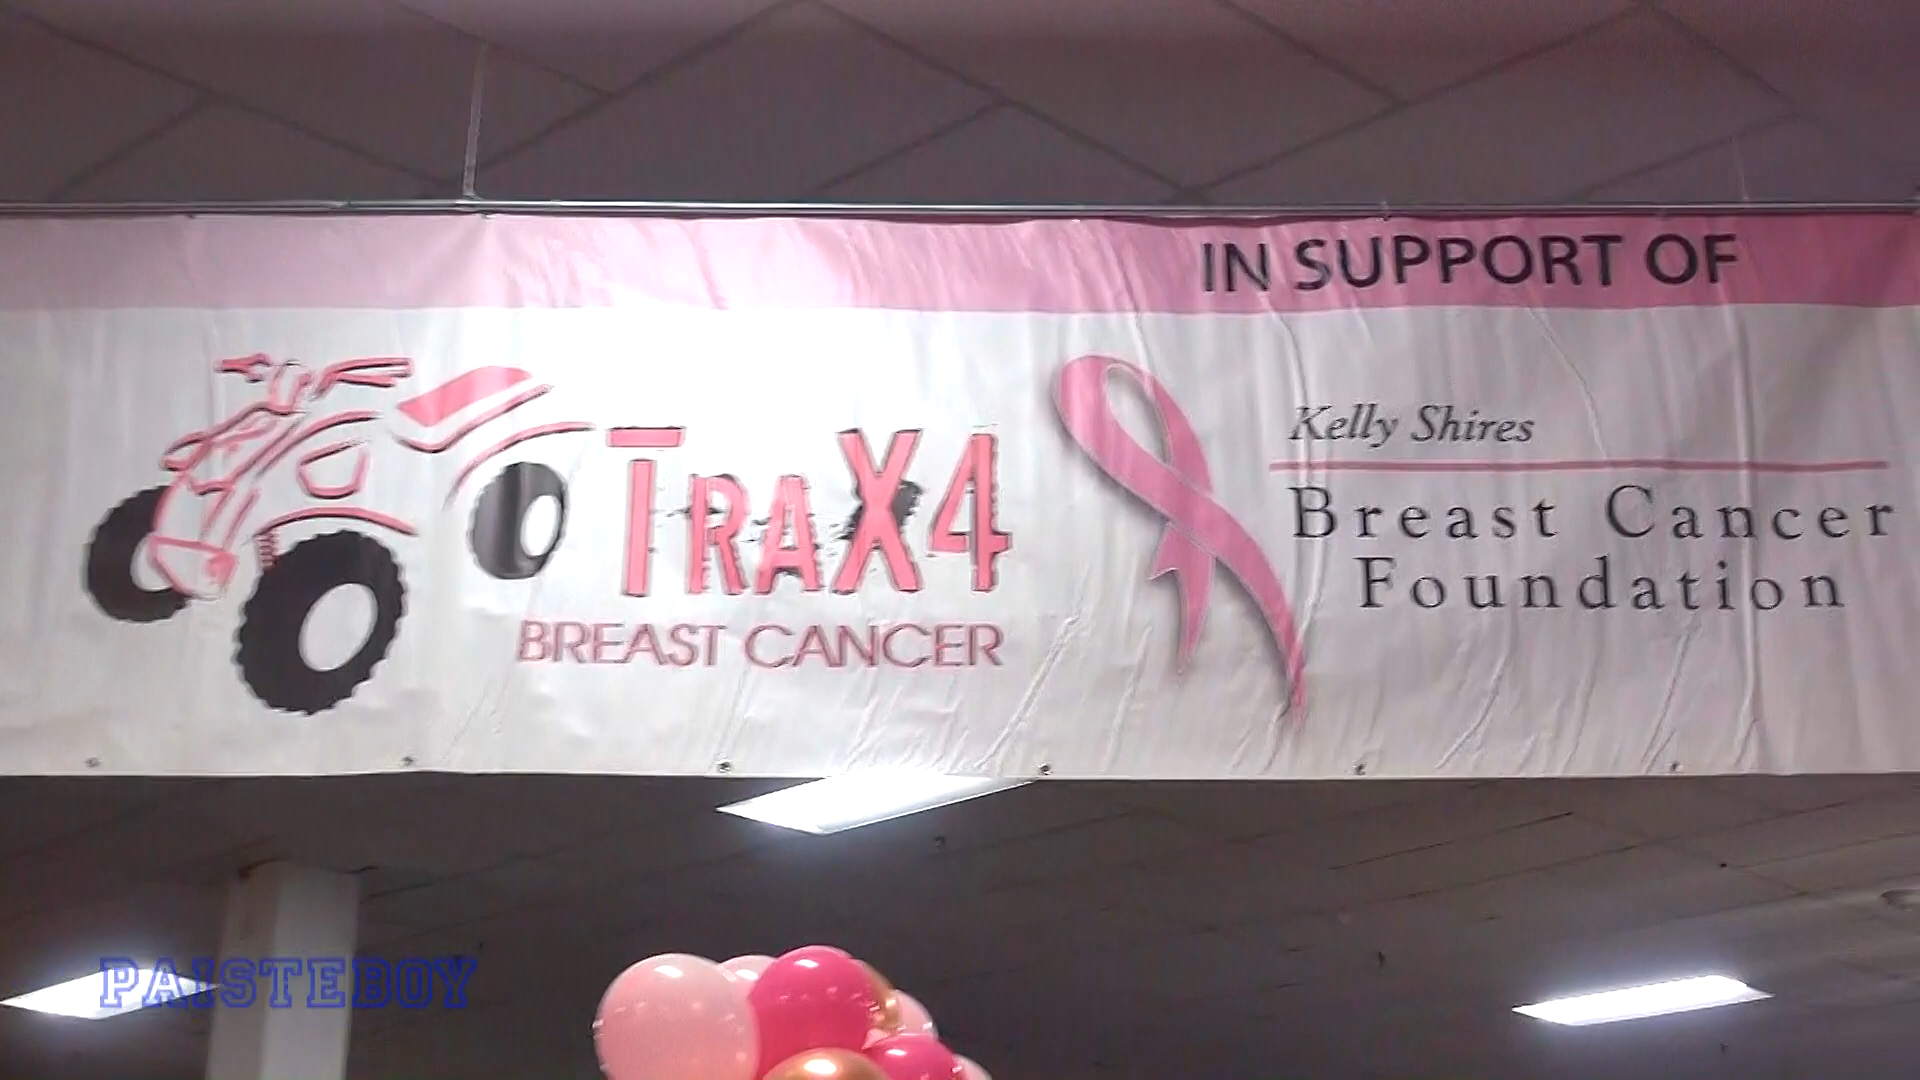 IN SUPPORT OF
TRAX4
BREAST CANCER
Kelly Shires
Breast Cancer
Foundation
PAISTEBOY